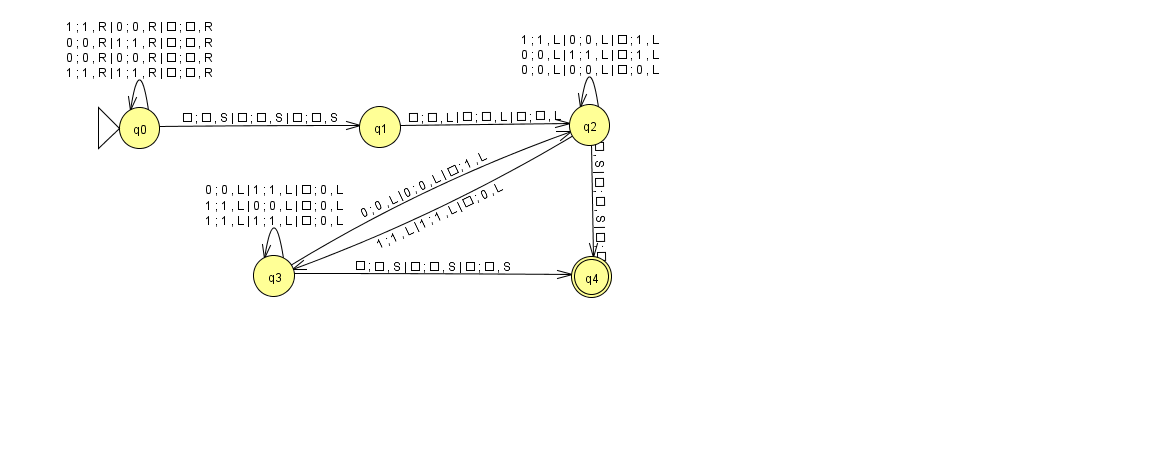 1 ; 1 , R | 0 ; 0 , R | □ ; □ , R
0 ; 0 , R | 1 ; 1 , R | □ ; □ , R
0 ; 0 , R | 0 ; 0 , R | □ ; □ , R
1 ; 1 , R | 1 ; 1 , R | □ ; □ , R
1 ; 1 , L | 0 ; 0 , L | □ ; 1 , L
0 ; 0 , L | 1 ; 1 , L | □ ; 1 , L
0 ; 0 , L | 0 ; 0 , L | □ ; 0 , L
q0
□ ; □ , S | □ ; □ , S | □ ; □ , S
q1
□ ; □ , L | □ ; □ , L | □ ; □ , L
q2
0 ; 0 , L | 0 ; 0 , L | □ ; 1 , L
1 ; 1 , L | 1 ; 1 , L | □ ; 0 , L
□ , S | □ ; □ , S | □ ; □
0 ; 0 , L | 1 ; 1 , L | □ ; 0 , L
1 ; 1 , L | 0 ; 0 , L | □ ; 0 , L
1 ; 1 , L | 1 ; 1 , L | □ ; 0 , L
q3
□ ; □ , S | □ ; □ , S | □ ; □ , S
q4